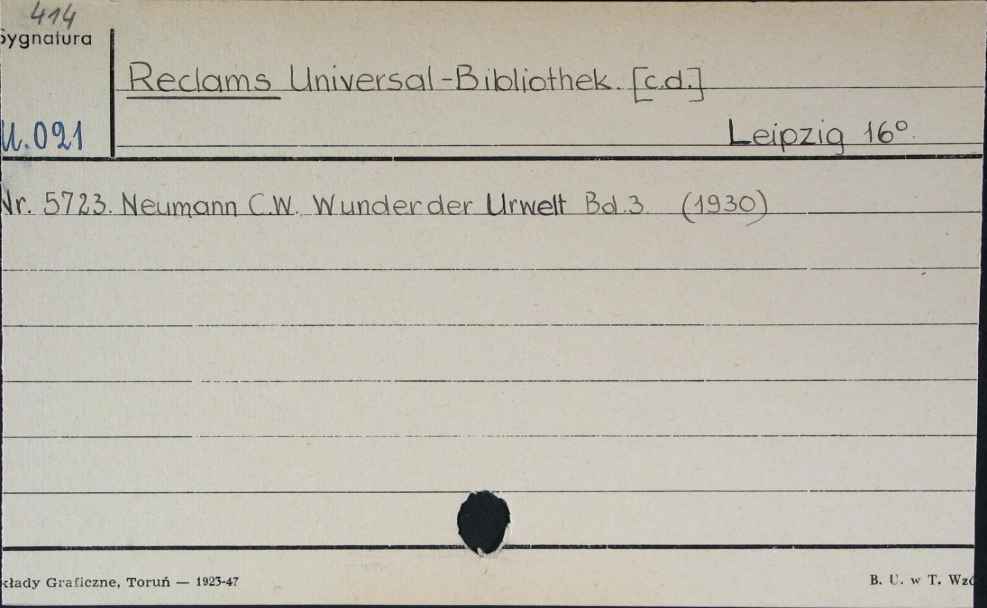 414
Sygnatura
Reclams Universal-Bibliothek. [c.d.]
U.021
Leipzig 16°.
Nr. 5723. Neumann C.W. Wunder der Urwelt Bd.3 (1930)
kłady Graficzne, Toruń — 1923-47
B. U. w T. Wzó